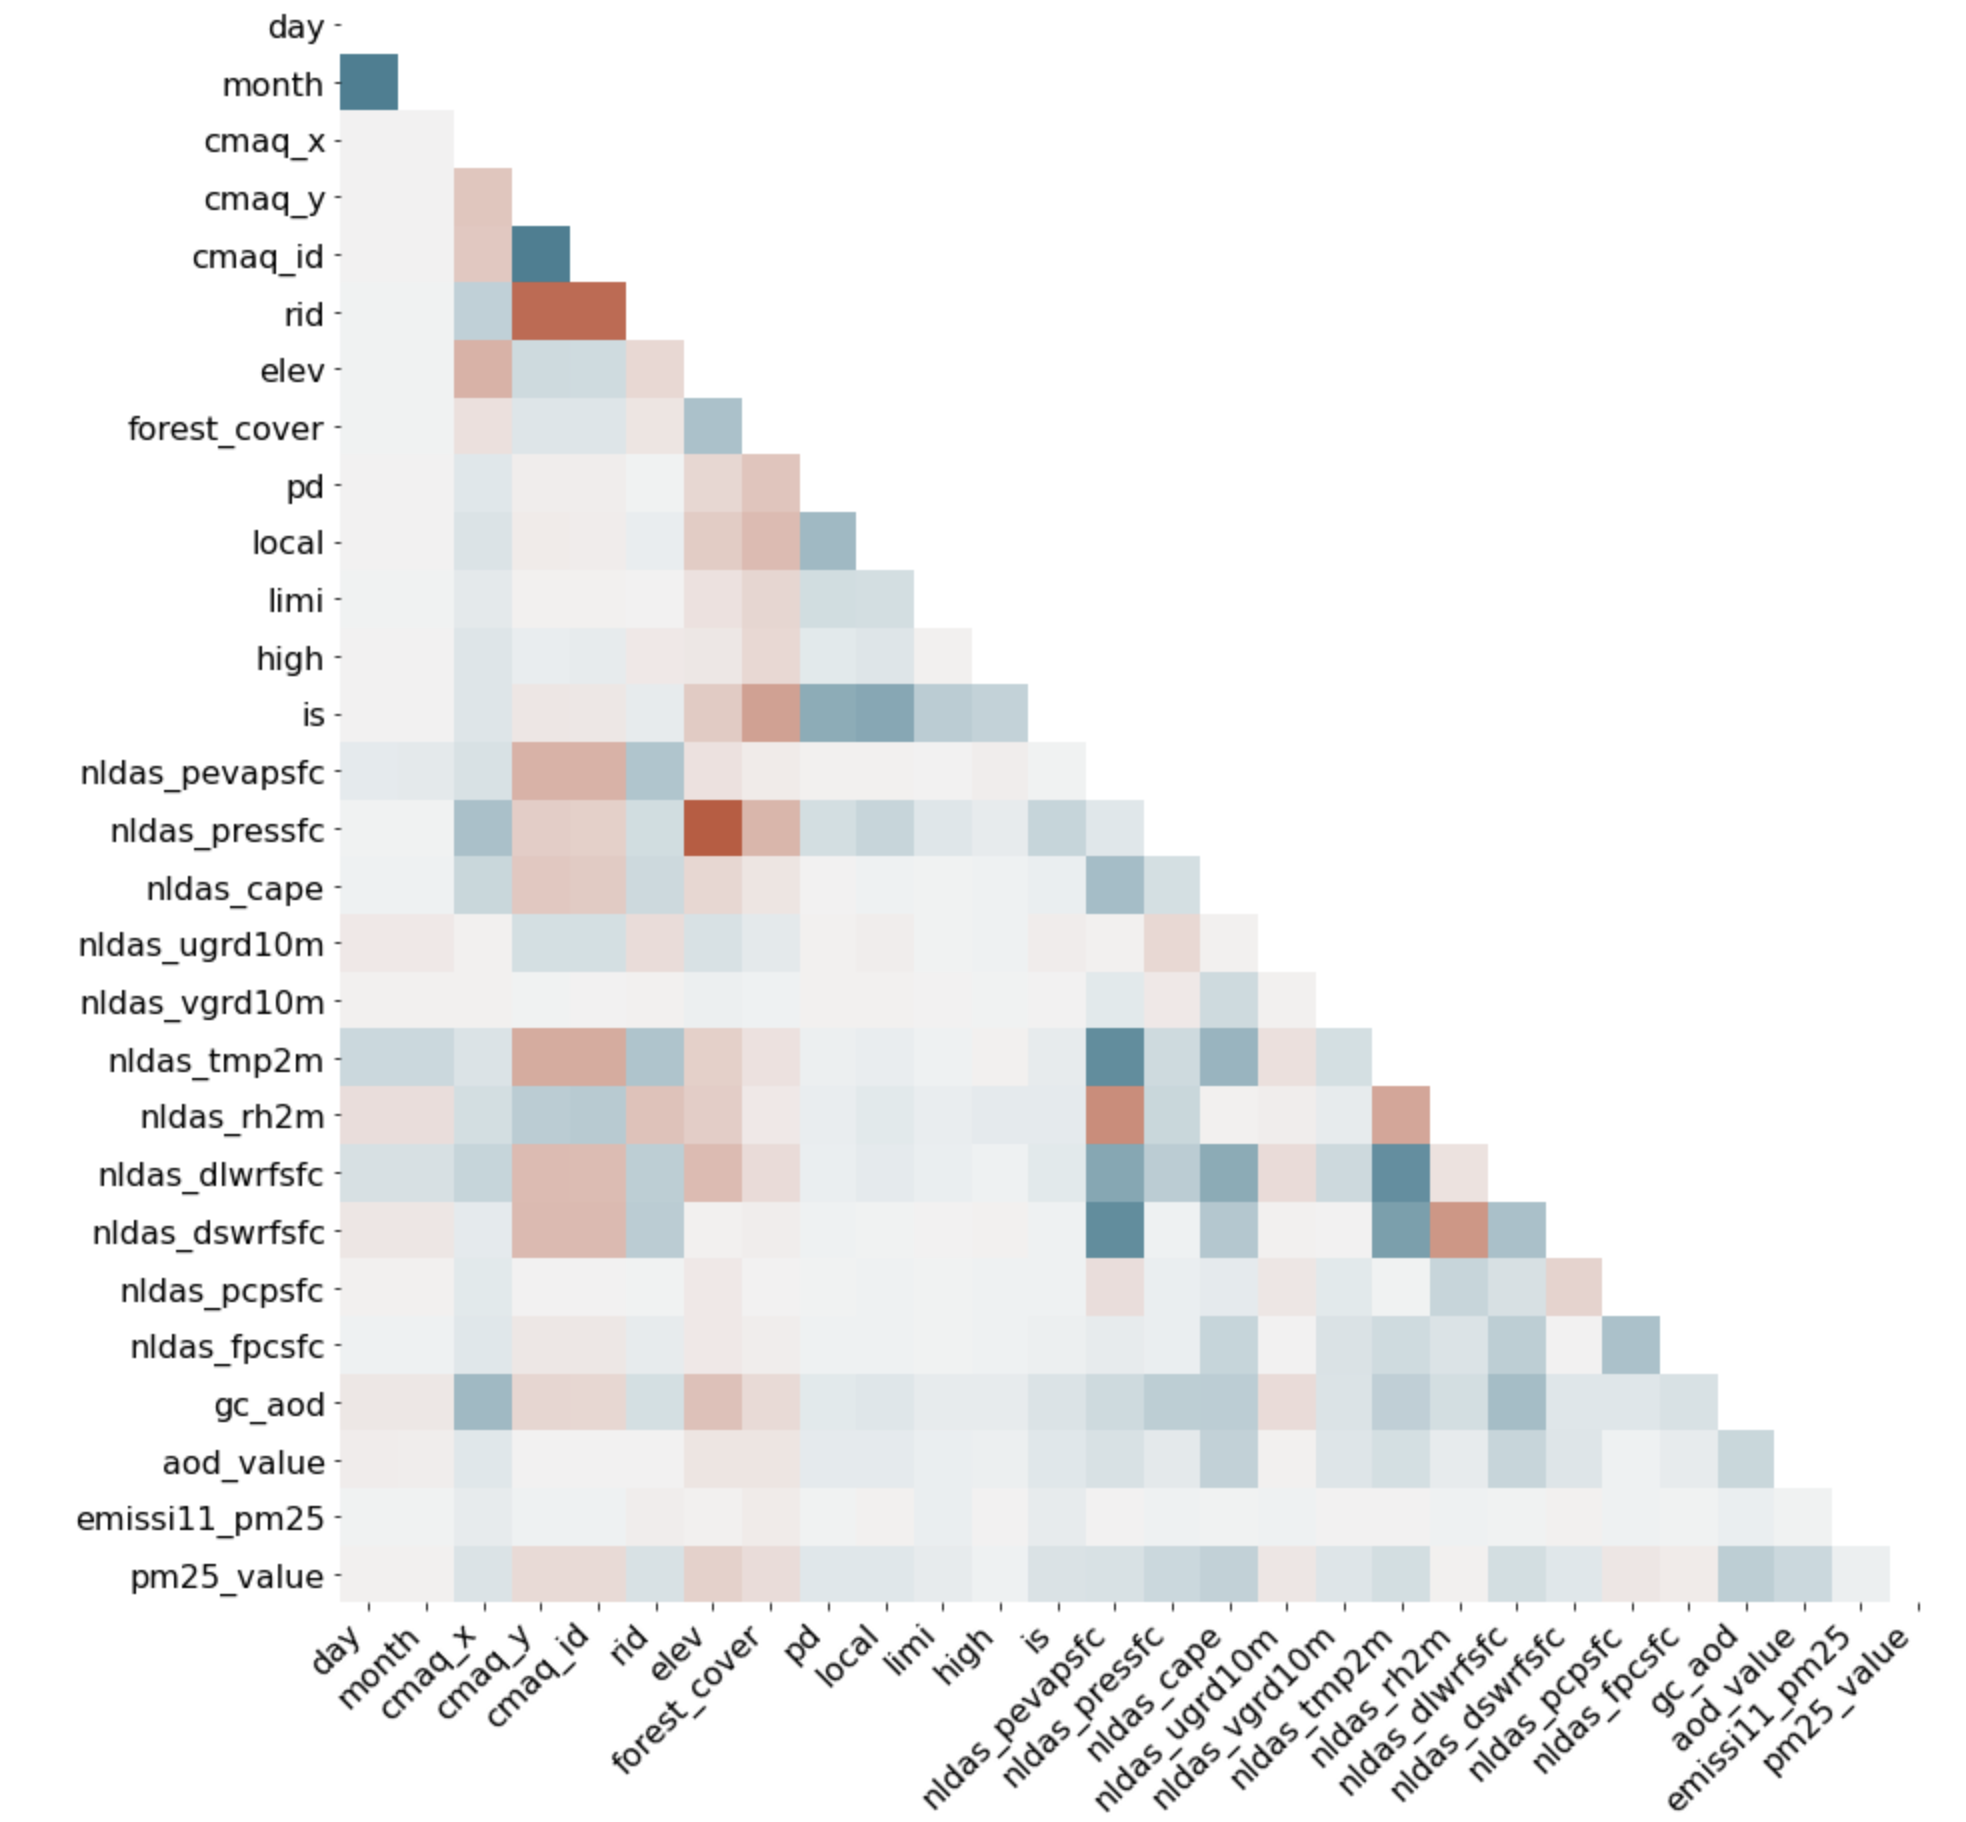 day
month
cmaq_x
cmaq_y
cmaq_id
rid
elev
forest_cover
pd
local
limi
high
is
nldas_pevapsfc
nldas_pressfc
nldas_cape
nldas_ugrd10m
nldas_vgrd10m
nldas_tmp2m
nldas_rh2m
nldas_dlwrfsfc
nldas_dswrfsfc
nldas_pcpsfc
nldas_fpcsfc
gc_aod
aod_value
emissi11_pm25
pm25_value
day
month
cmaq_x
cmaq_y
cmaq_id
rid
elev
forest_cover
pd
local
limi
high
is
nldas_pevapsfc
nldas_pressfc
nldas_cape
nldas_ugrd10m
nldas_vgrd10m
nldas_tmp2m
nldas_rh2m
nldas_dlwrfsfc
nldas_dswrfsfc
nldas_pcpsfc
nldas_fpcsfc
gc_aod
aod_value
emissi11_pm25
pm25_value